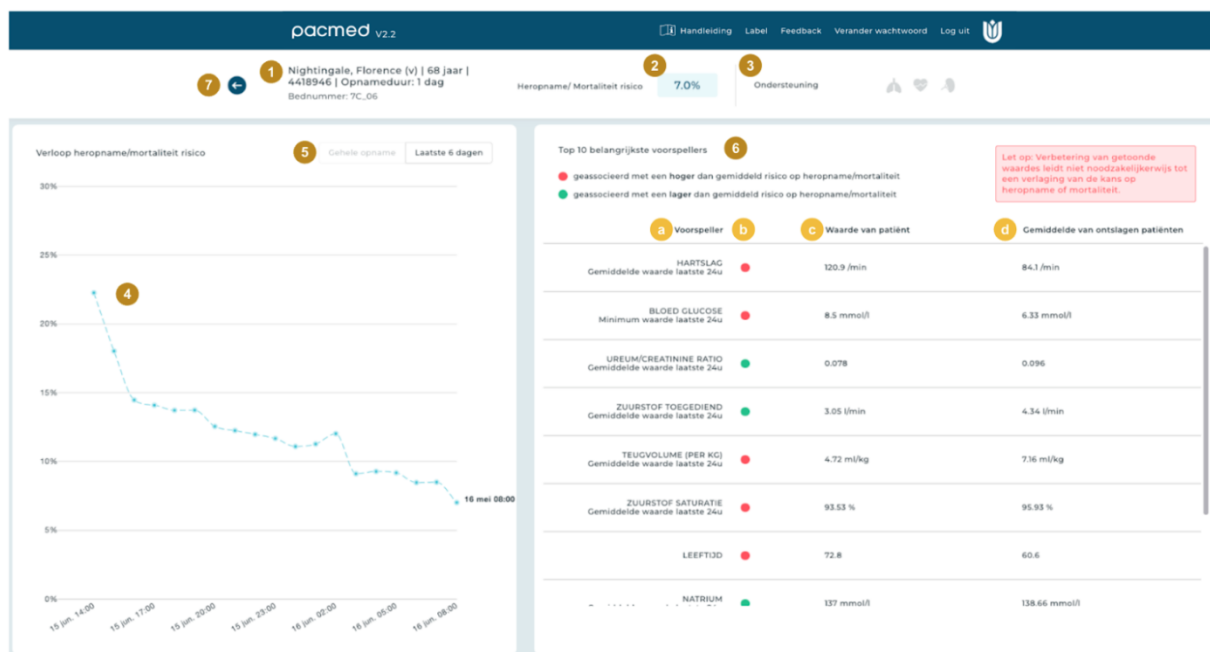 pacmed V2.2
Handleiding Label Feedback Verander wachtwoord Log uit
7
1
Nightingale, Florence (v) | 68 jaar |
4418946 | Opnameduur: 1 dag
Bednummer: 7C_06
2
Heropname/ Mortaliteit risico 7.0%
3
Ondersteuning
Verloop heropname/mortaliteit risico
5
Gehele opname Laatste 6 dagen
30%
25%
20%
15%
10%
5%
0%
4
16 mei 08:00
15 jun. 14:00
15 jun. 17:00
15 jun. 20:00
15 jun. 23:00
16 jun. 02:00
16 jun. 05:00
16 jun. 08:00
Top 10 belangrijkste voorspellers 6
geassocieerd met een hoger dan gemiddeld risico op heropname/mortaliteit
geassocieerd met een lager dan gemiddeld risico op heropname/mortaliteit
Let op: Verbetering van getoonde
waardes leidt niet noodzakelijkerwijs tot
een verlaging van de kans op
heropname of mortaliteit.
a Voorspeller b c Waarde van patiënt d Gemiddelde van ontslagen patiënten
HARTSLAG
Gemiddelde waarde laatste 24u
120.9 /min 84.1 /min
BLOED GLUCOSE
Minimum waarde laatste 24u
8.5 mmol/l 6.33 mmol/l
UREUM/CREATININE RATIO
Gemiddelde waarde laatste 24u
0.078 0.096
ZUURSTOF TOEGEDIEND
Gemiddelde waarde laatste 24u
3.05 l/min 4.34 l/min
TEUGVOLUME (PER KG)
Gemiddelde waarde laatste 24u
4.72 ml/kg 7.16 ml/kg
ZUURSTOF SATURATIE
Gemiddelde waarde laatste 24u
93.53 % 95.93 %
LEEFTIJD 72.8 60.6
NATRIUM
137 mmol/l 138.66 mmol/l